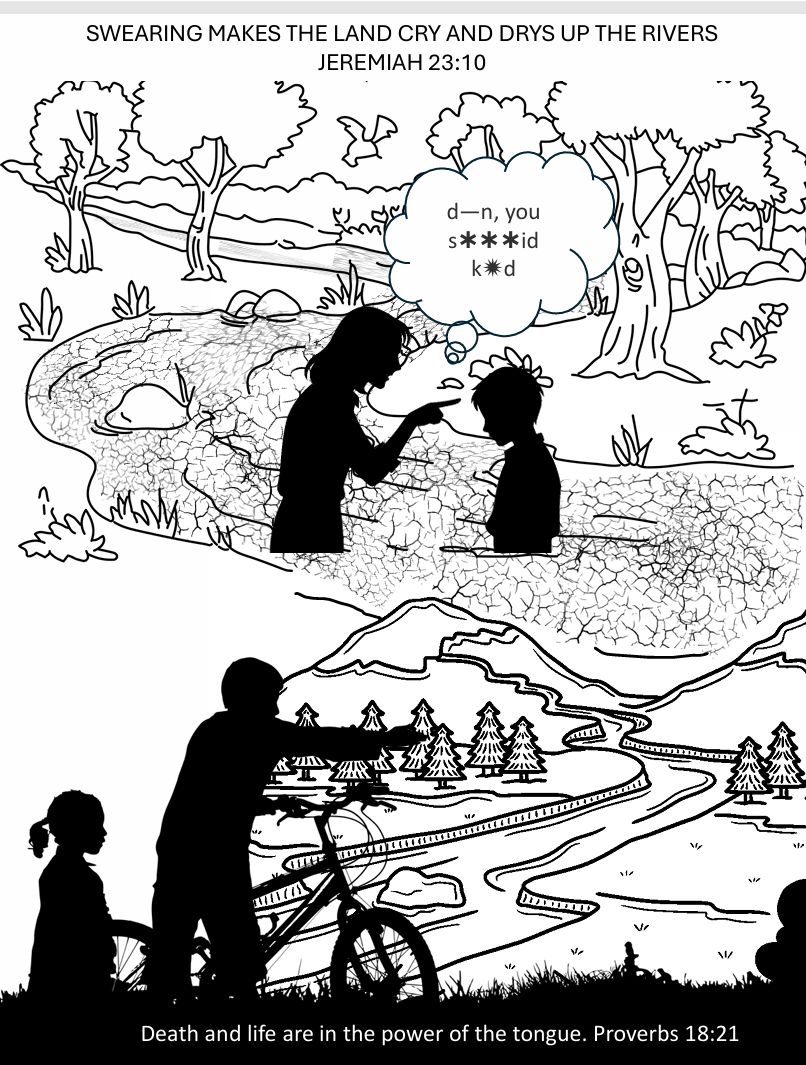 SWEARING MAKES THE LAND CRY AND DRYS UP THE RIVERS
JEREMIAH 23:10
d—n, you
s✱✱✱id
k✹d
Death and life are in the power of the tongue. Proverbs 18:21